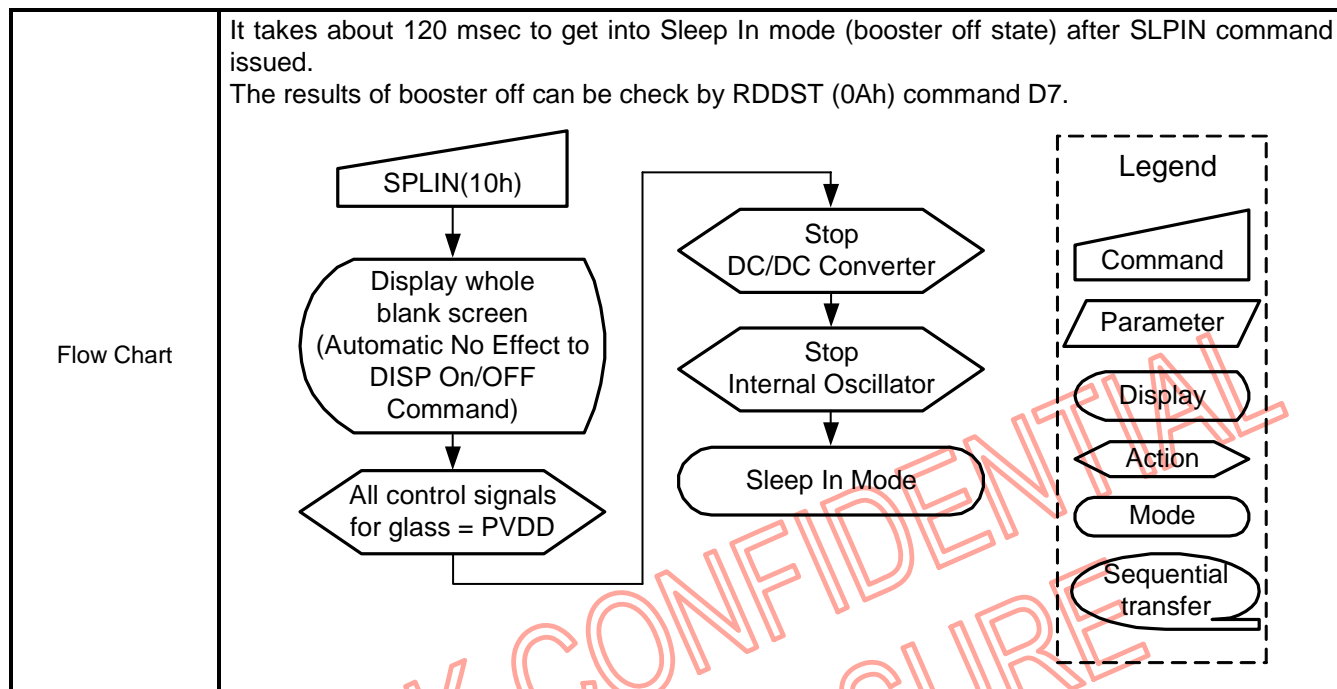 It takes about 120 msec to get into Sleep In mode (booster off state) after SLPIN command
issued.
The results of booster off can be check by RDDST (0Ah) command D7.
Flow Chart
SPLIN(10h)
Display whole
blank screen
(Automatic No Effect to
DISP On/OFF
Command)
All control signals
for glass = PVDD
Stop
DC/DC Converter
Stop
Internal Oscillator
Sleep In Mode
Legend
Command
Parameter
Display
Action
Mode
Sequential
transfer
CONFIDENTIAL